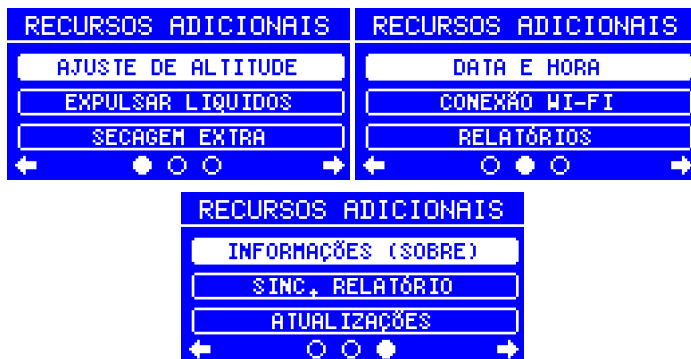 RECURSOS ADICIONAIS
AJUSTE DE ALTITUDE
EXPULSAR LIQUIDOS
SECAGEM EXTRA
RECURSOS ADICIONAIS
DATA E HORA
CONEXÃO WI-FI
RELATÓRIOS
RECURSOS ADICIONAIS
INFORMAÇÕES (SOBRE)
SINC. RELATÓRIO
ATUALIZAÇÕES